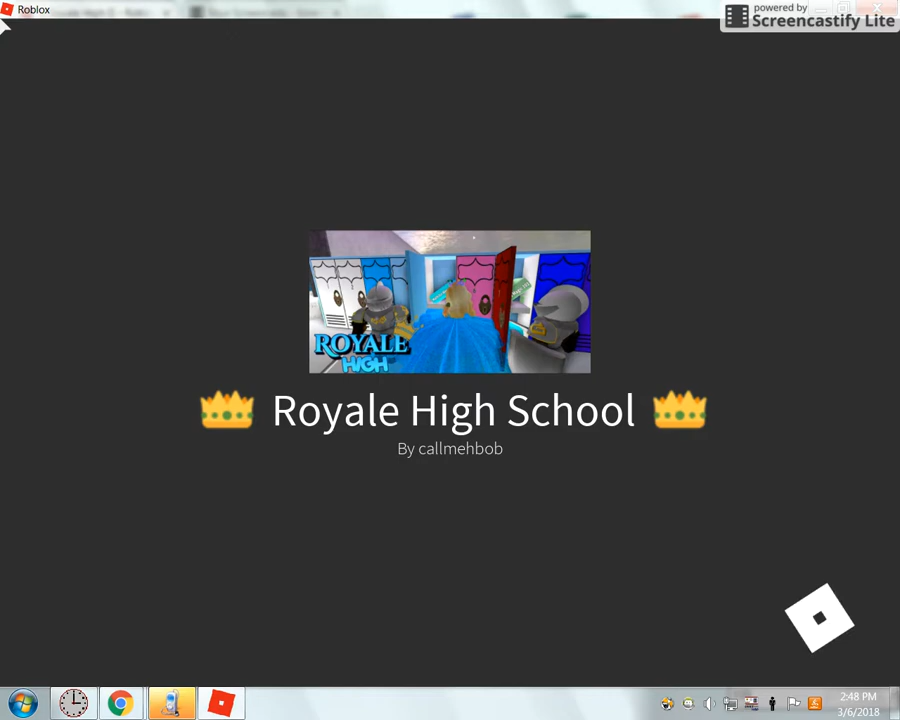 Roblox
powered by
Screencastify Lite
ROYALE
HIGH
Royale High School
By callmehbob
2:48 PM
3/6/2018